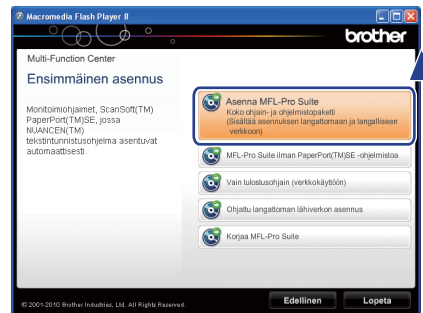 Macromedia Flash Player 8
brother
Multi-Function Center
Ensimmäinen asennus
Monitoimiohjaimet, ScanSoft(TM)
PaperPort(TM)SE, jossa
NUANCEN(TM)
tekstintunnistusohjelma asentuvat
automaattisesti.
Asenna MFL-Pro Suite
Koko ohjain- ja ohjelmistopaketti
(Sisältää asennuksen langattomaan ja langalliseen
verkkoon)
MFL-Pro Suite ilman PaperPort(TM)SE -ohjelmistoa
Vain tulostusohjain (verkkokäyttöön)
Ohjattu langattoman lähiverkon asennus
Korjaa MFL-Pro Suite
© 2001-2010 Brother Industries, Ltd. All Rights Reserved.
Edellinen
Lopeta